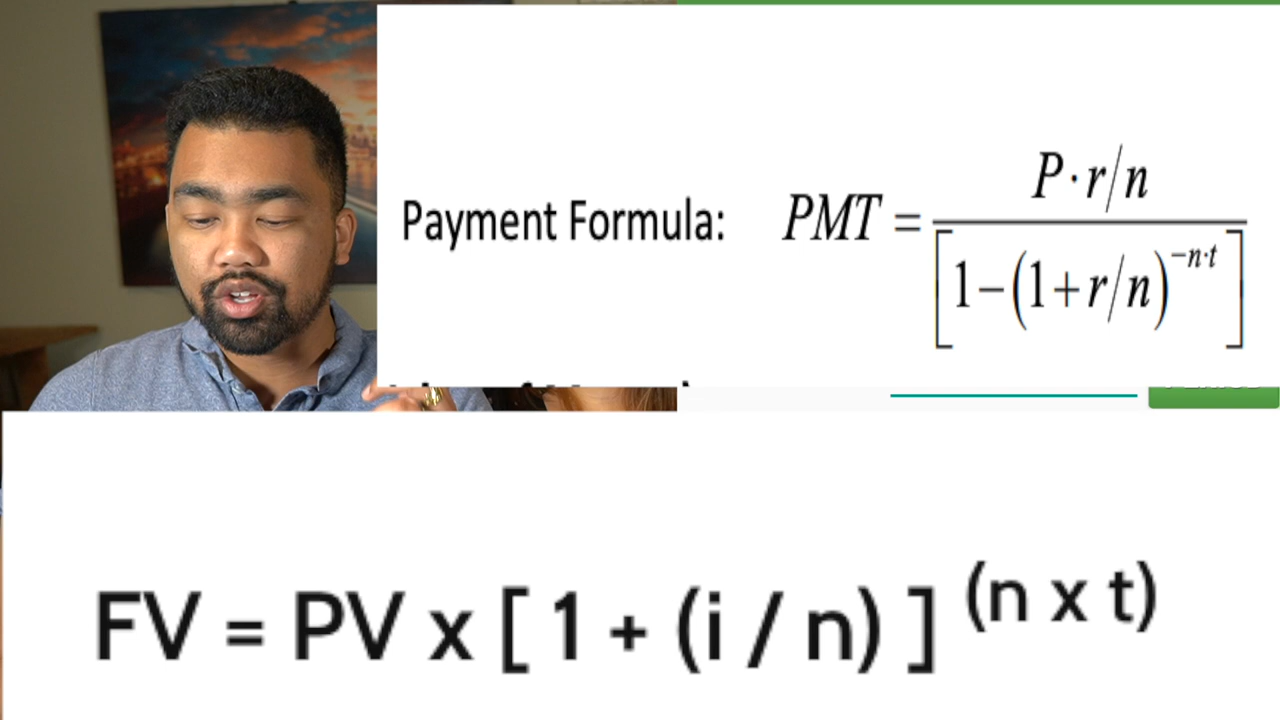 Payment Formula: PMT = P·r/n / [1−(1+r/n)^−n·t]
FV = PV x [ 1 + (i / n) ] (n x t)